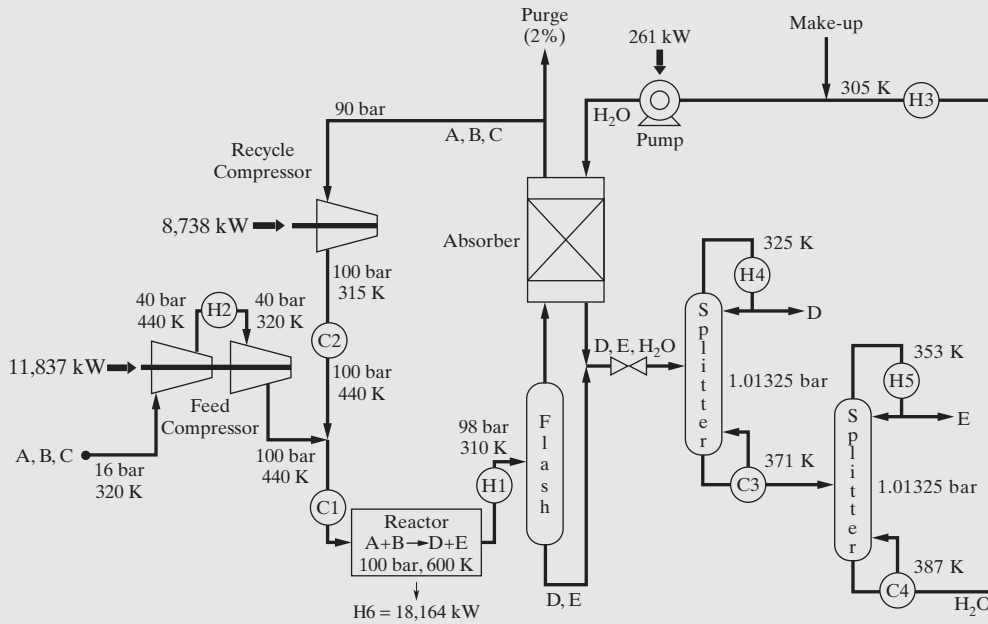 Purge
(2%)
261 kW
Make-up
305 K
H3
90 bar
H₂O
Pump
A, B, C
Recycle
Compressor
8,738 kW
Absorber
100 bar
315 K
C2
100 bar
440 K
40 bar
440 K
H2
40 bar
320 K
11,837 kW
Feed
Compressor
A, B, C
16 bar
320 K
100 bar
440 K
C1
Reactor
A+B→D+E
100 bar, 600 K
H6 = 18,164 kW
98 bar
310 K
H1
Flash
D, E
D, E, H₂O
Splitter
325 K
H4
D
1.01325 bar
C3
371 K
Splitter
353 K
H5
E
1.01325 bar
387 K
C4
H₂O